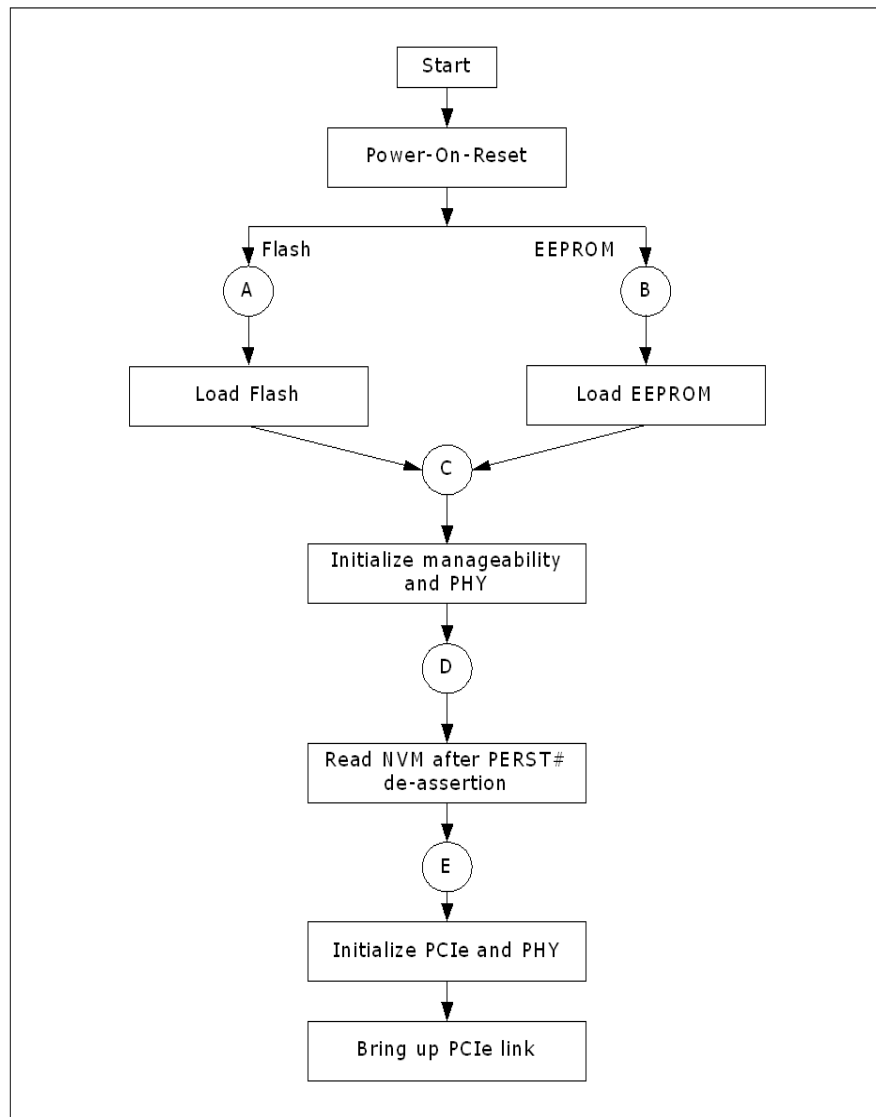 Start
Power-On-Reset
Flash
EEPROM
A
B
Load Flash
Load EEPROM
C
Initialize manageability
and PHY
D
Read NVM after PERST#
de-assertion
E
Initialize PCIe and PHY
Bring up PCIe link